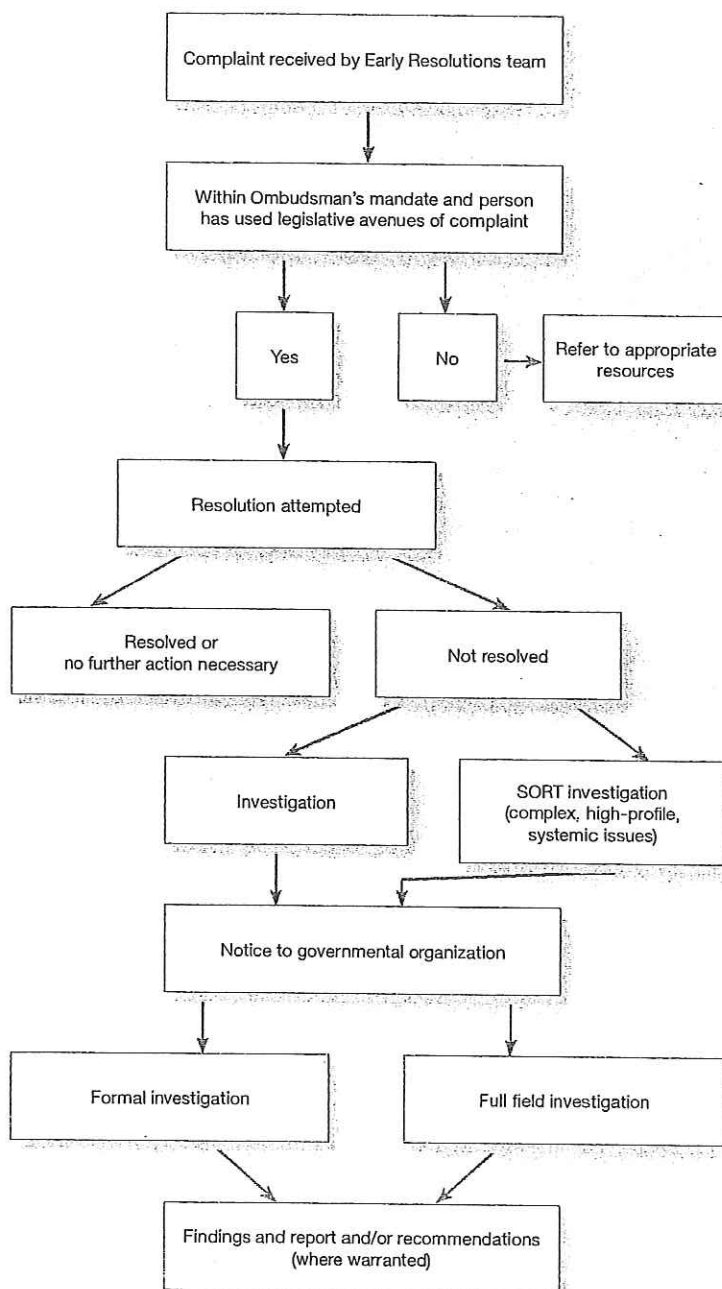 Complaint received by Early Resolutions team
Within Ombudsman's mandate and person
has used legislative avenues of complaint
Yes
No
Refer to appropriate
resources
Resolution attempted
Resolved or
no further action necessary
Not resolved
Investigation
SORT investigation
(complex, high-profile,
systemic issues)
Notice to governmental organization
Formal investigation
Full field investigation
Findings and report and/or recommendations
(where warranted)